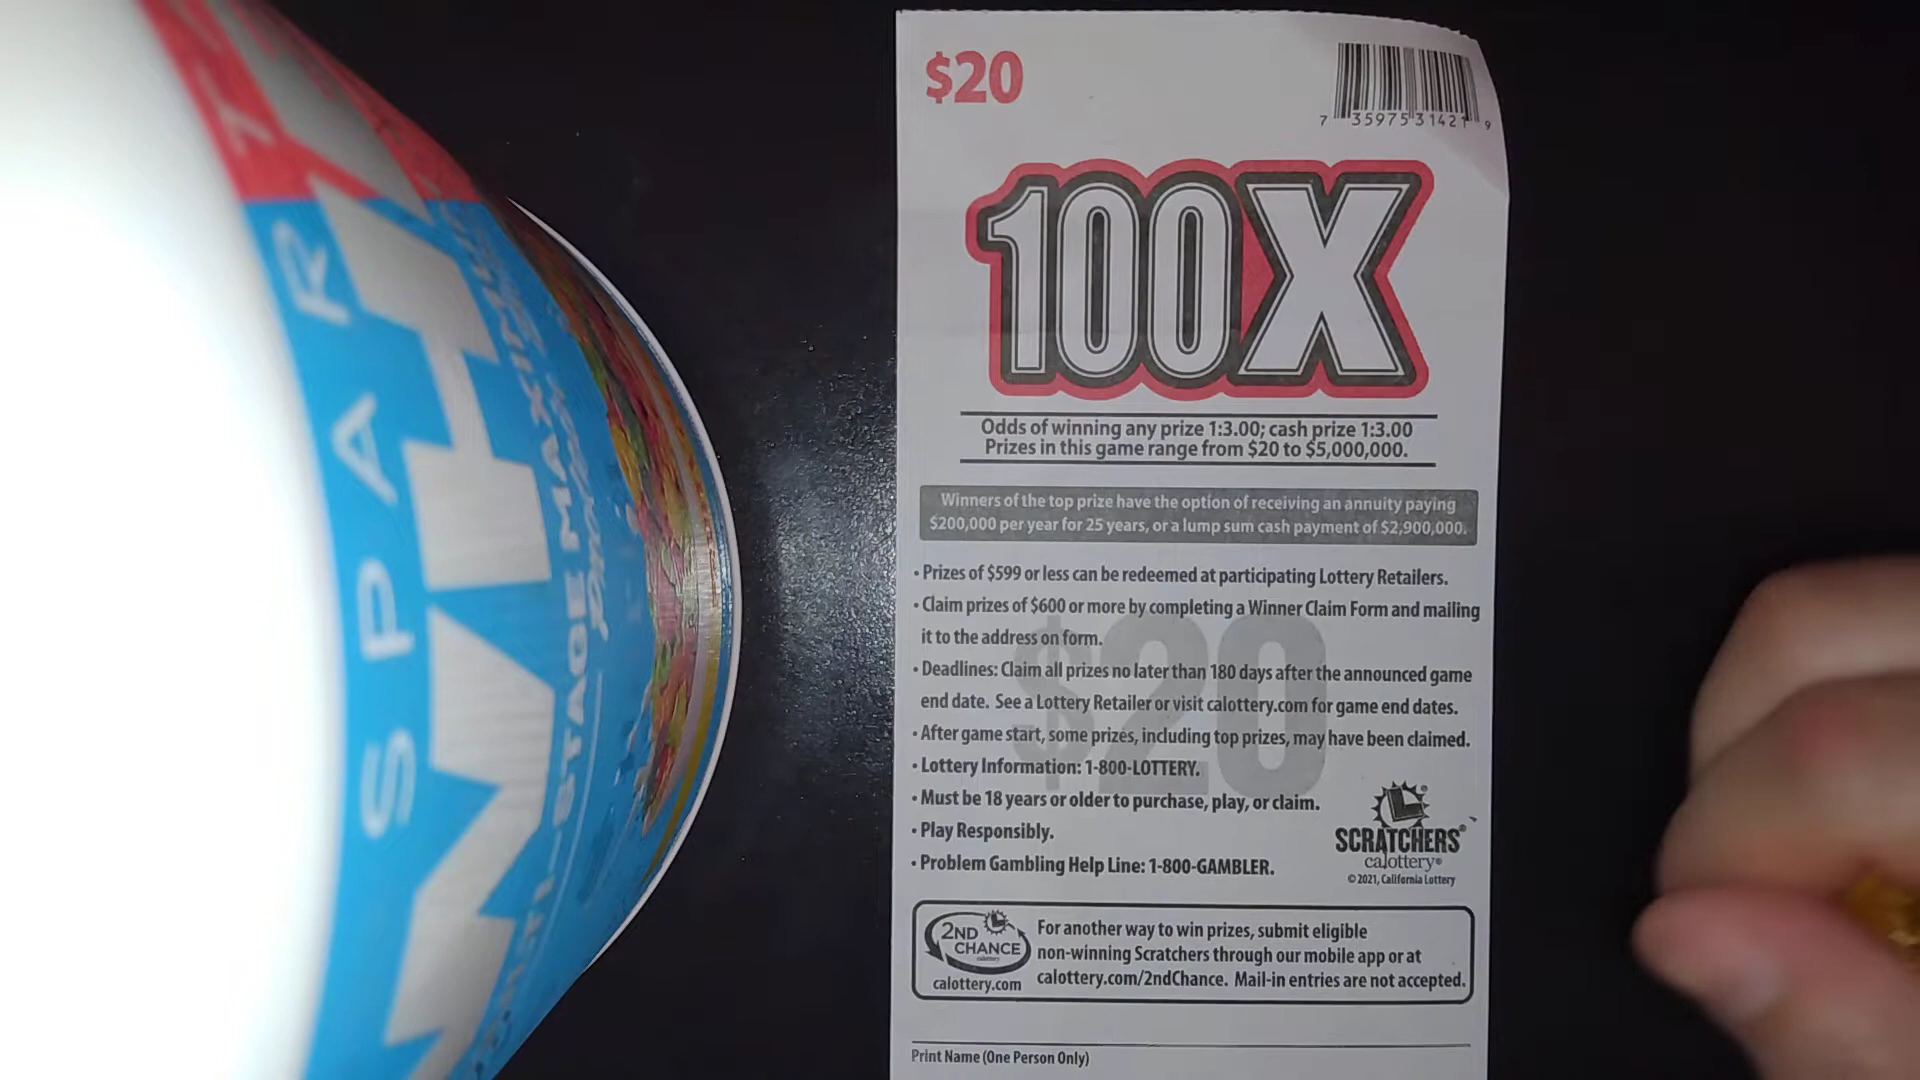 SPAR
WHA
STAGE MAXI
$20
7 35975 31421 9
100X
Odds of winning any prize 1:3.00; cash prize 1:3.00
Prizes in this game range from $20 to $5,000,000.
Winners of the top prize have the option of receiving an annuity paying
$200,000 per year for 25 years, or a lump sum cash payment of $2,900,000.
• Prizes of $599 or less can be redeemed at participating Lottery Retailers.
• Claim prizes of $600 or more by completing a Winner Claim Form and mailing
it to the address on form.
• Deadlines: Claim all prizes no later than 180 days after the announced game
end date. See a Lottery Retailer or visit calottery.com for game end dates.
• After game start, some prizes, including top prizes, may have been claimed.
• Lottery Information: 1-800-LOTTERY.
• Must be 18 years or older to purchase, play, or claim.
• Play Responsibly.
• Problem Gambling Help Line: 1-800-GAMBLER.
$20
SCRATCHERS®
calottery®
© 2021, California Lottery
2ND
CHANCE
calottery
calottery.com
For another way to win prizes, submit eligible
non-winning Scratchers through our mobile app or at
calottery.com/2ndChance. Mail-in entries are not accepted.
Print Name (One Person Only)